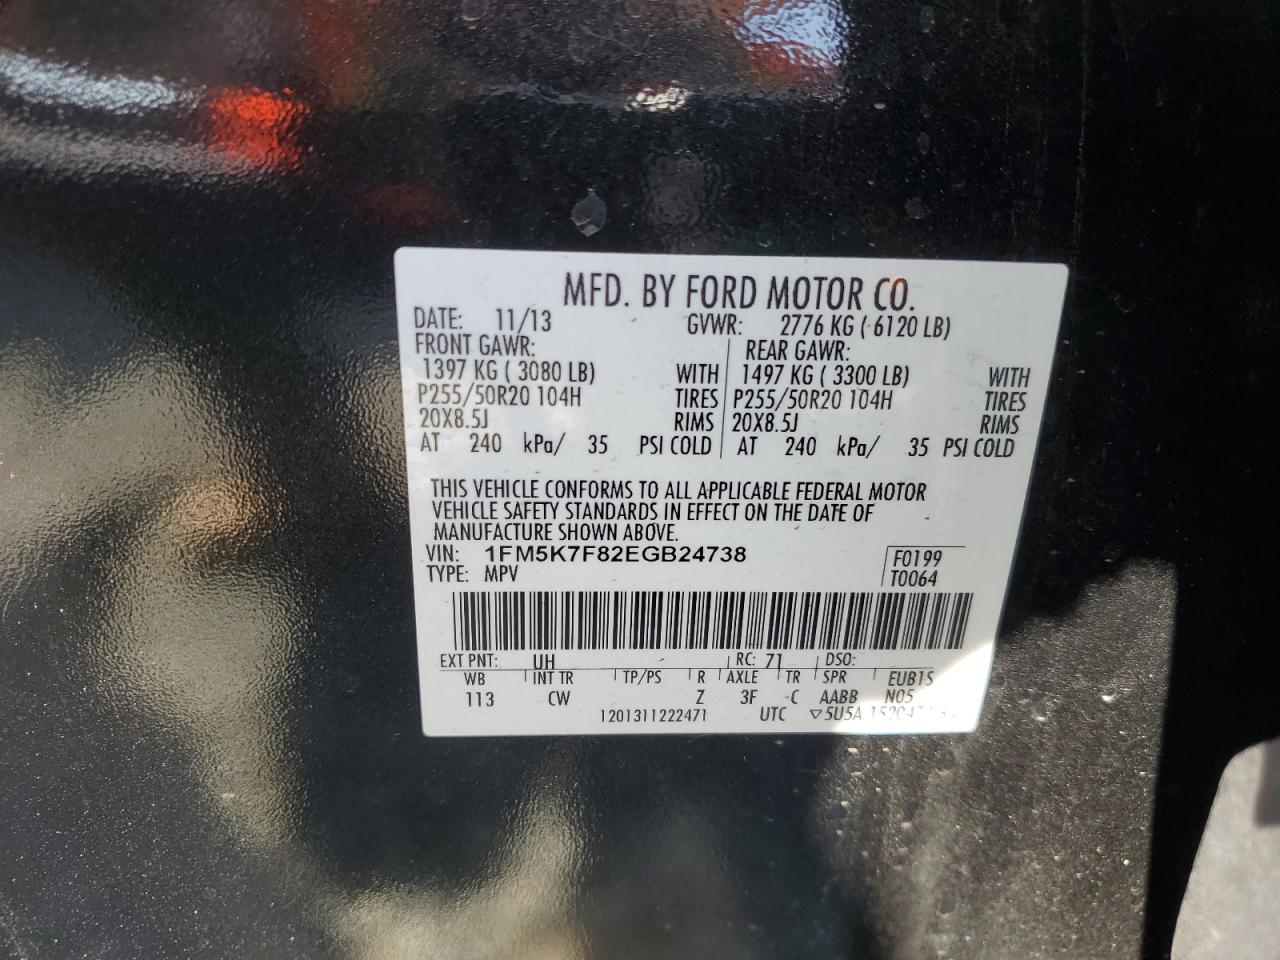 MFD. BY FORD MOTOR CO.
DATE: 11/13 GVWR: 2776 KG ( 6120 LB)
FRONT GAWR: REAR GAWR:
1397 KG ( 3080 LB) WITH 1497 KG ( 3300 LB) WITH
P255/50R20 104H TIRES P255/50R20 104H TIRES
20X8.5J RIMS 20X8.5J RIMS
AT 240 kPa/ 35 PSI COLD AT 240 kPa/ 35 PSI COLD
THIS VEHICLE CONFORMS TO ALL APPLICABLE FEDERAL MOTOR
VEHICLE SAFETY STANDARDS IN EFFECT ON THE DATE OF
MANUFACTURE SHOWN ABOVE.
VIN: 1FM5K7F82EGB24738 F0199
TYPE: MPV T0064
EXT PNT: UH RC: 71 DSO:
WB INT TR TP/PS R AXLE TR SPR EUB1S
113 CW Z 3F C AABB N05
1201311222471 UTC ▽5U5A